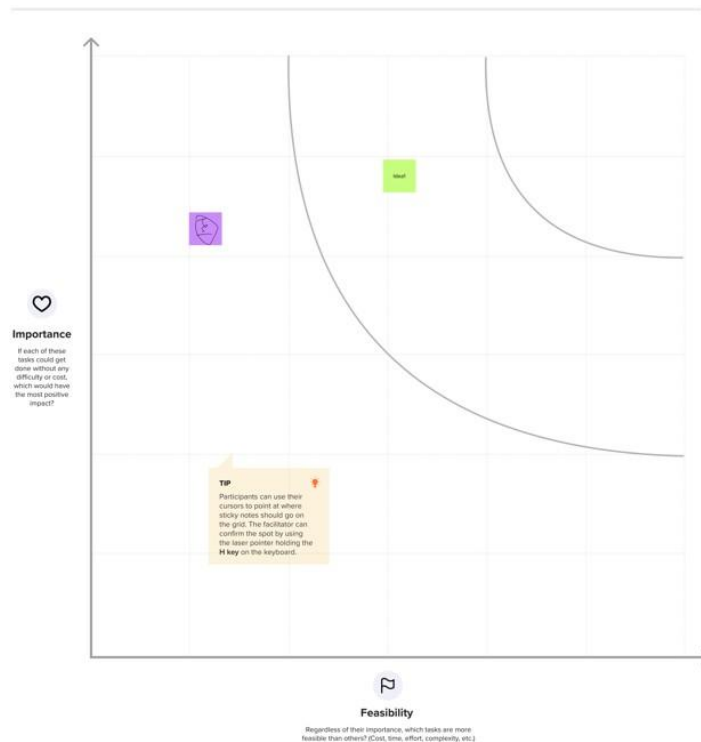 Importance
If each of these
tasks could get
done without any
difficulty or cost,
which would have
the most positive
impact?
TIP
Participants can use their
cursors to point at where
sticky notes should go on
the grid. The facilitator can
confirm the spot by using
the laser pointer holding the
H key on the keyboard.
Feasibility
Regardless of their importance, which tasks are more
feasible than others? (Cost, time, effort, complexity, etc.)